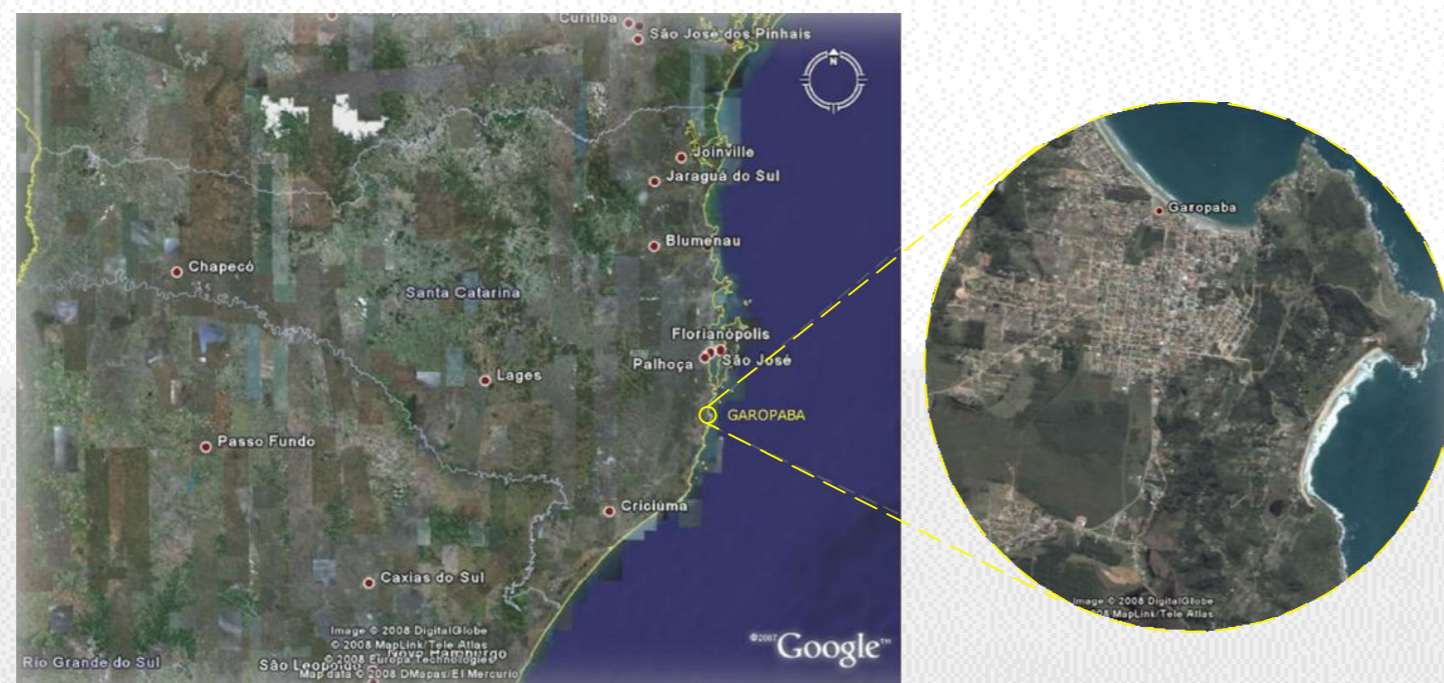 Curitiba
São José dos Pinhais
N
Joinville
Jaraguá do Sul
Blumenau
Chapecó
Santa Catarina
Florianópolis
Palhoça
São José
Lages
GAROPABA
Passo Fundo
Criciúma
Caxias do Sul
Image © 2008 DigitalGlobe
© 2008 MapLink/Tele Atlas
© 2008 Europa Technologies
Map data © 2008 DMapas/El Mercurio
Rio Grande do Sul
São Leopoldo
Novo Hamburgo
©2007 Google™
Garopaba
Image © 2008 DigitalGlobe
© 2008 MapLink/Tele Atlas